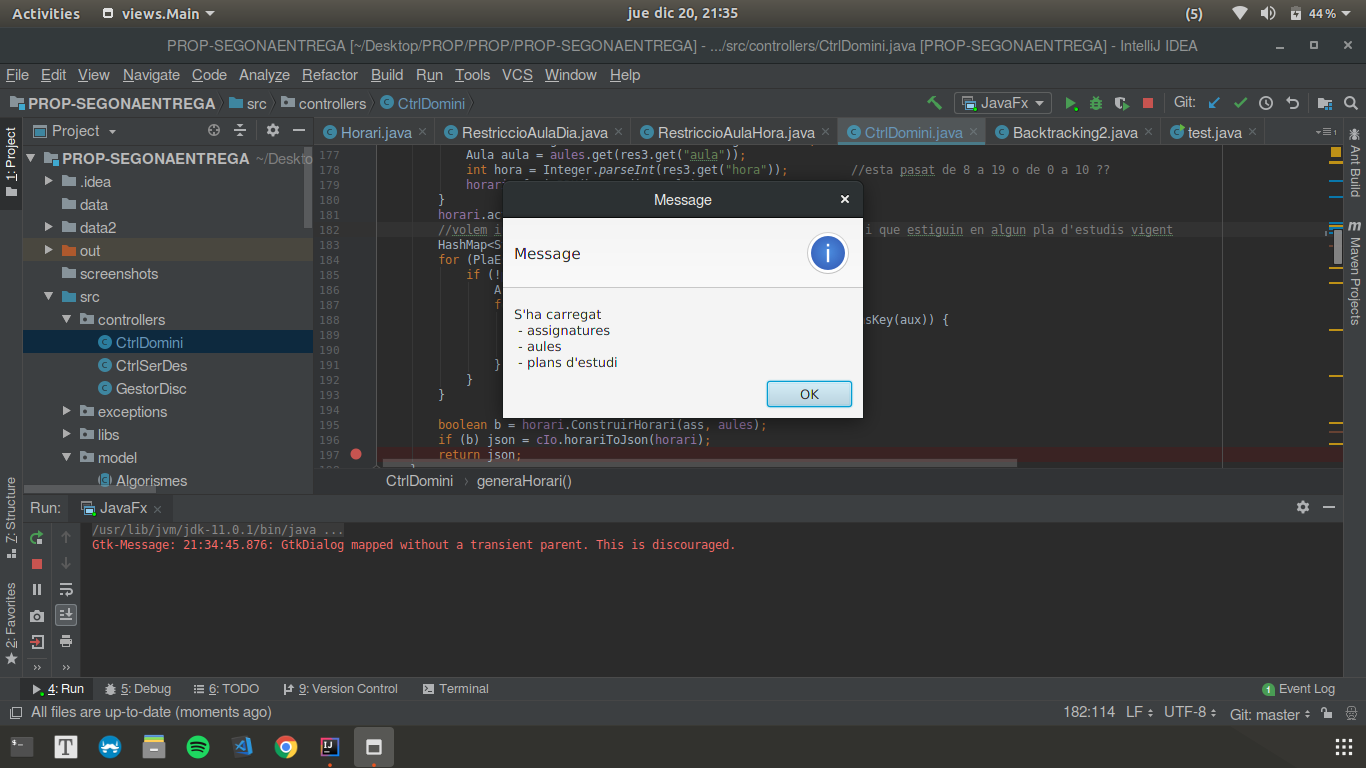 Activities views.Main jue dic 20, 21:35 (5) 44 %
PROP-SEGONAENTREGA [~/Desktop/PROP/PROP/PROP-SEGONAENTREGA] - .../src/controllers/CtrlDomini.java [PROP-SEGONAENTREGA] - IntelliJ IDEA
File Edit View Navigate Code Analyze Refactor Build Run Tools VCS Window Help
PROP-SEGONAENTREGA src controllers CtrlDomini JavaFx Git:
1: Project
Project
Horari.java RestriccioAulaDia.java RestriccioAulaHora.java CtrlDomini.java Backtracking2.java test.java
PROP-SEGONAENTREGA ~/Deskto
.idea
data
data2
out
screenshots
src
controllers
CtrlDomini
CtrlSerDes
GestorDisc
exceptions
libs
model
Algorismes
177 Aula aula = aules.get(res3.get("aula"));
178 int hora = Integer.parseInt(res3.get("hora")); //esta pasat de 8 a 19 o de 0 a 10 ??
179 horari
180 }
181 horari.ac
182 //volem i i que estiguin en algun pla d'estudis vigent
183 HashMap<S
184 for (PlaE
185 if (!
186 A
187 f
188 sKey(aux)) {
189
190
191 }
192 }
193 }
194
195 boolean b = horari.ConstruirHorari(ass, aules);
196 if (b) json = cIo.horariToJson(horari);
197 return json;
CtrlDomini › generaHorari()
Message
Message
S'ha carregat
- assignatures
- aules
- plans d'estudi
OK
Ant Build
Maven Projects
Z: Structure
2: Favorites
Run: JavaFx
/usr/lib/jvm/jdk-11.0.1/bin/java ...
Gtk-Message: 21:34:45.876: GtkDialog mapped without a transient parent. This is discouraged.
4: Run 5: Debug 6: TODO 9: Version Control Terminal 1 Event Log
All files are up-to-date (moments ago) 182:114 LF UTF-8 Git: master